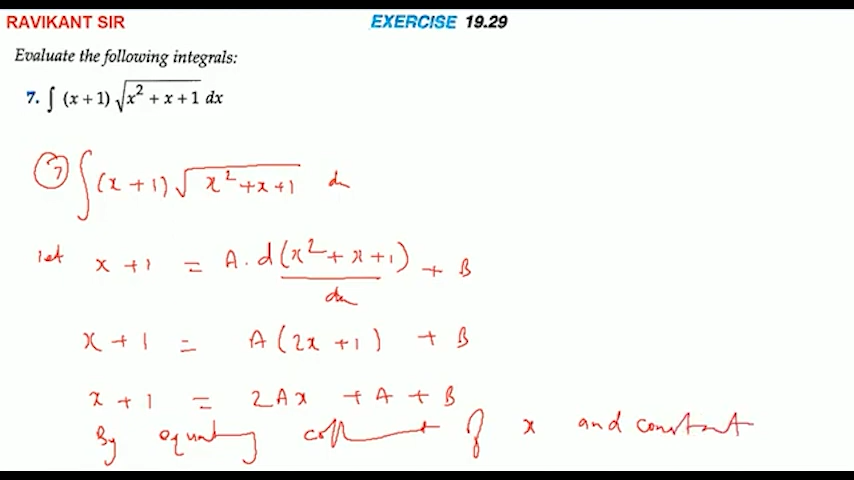 RAVIKANT SIR
EXERCISE 19.29
Evaluate the following integrals:
7. ∫ (x + 1) √(x² + x + 1) dx
⑦ ∫ (x + 1) √(x² + x + 1) dx
let x + 1 = A. d(x² + x + 1)/dx + B
x + 1 = A(2x + 1) + B
x + 1 = 2Ax + A + B
By equating coefficient of x and constant